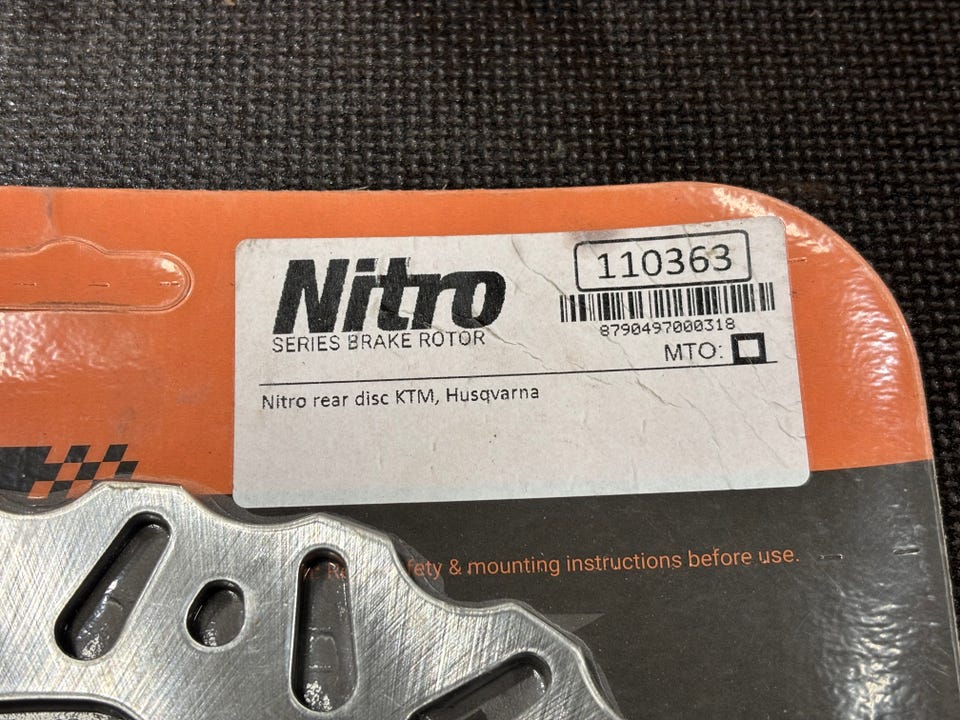 Nitro
SERIES BRAKE ROTOR
110363
8790497000318
MTO:
Nitro rear disc KTM, Husqvarna
& mounting instructions before use.